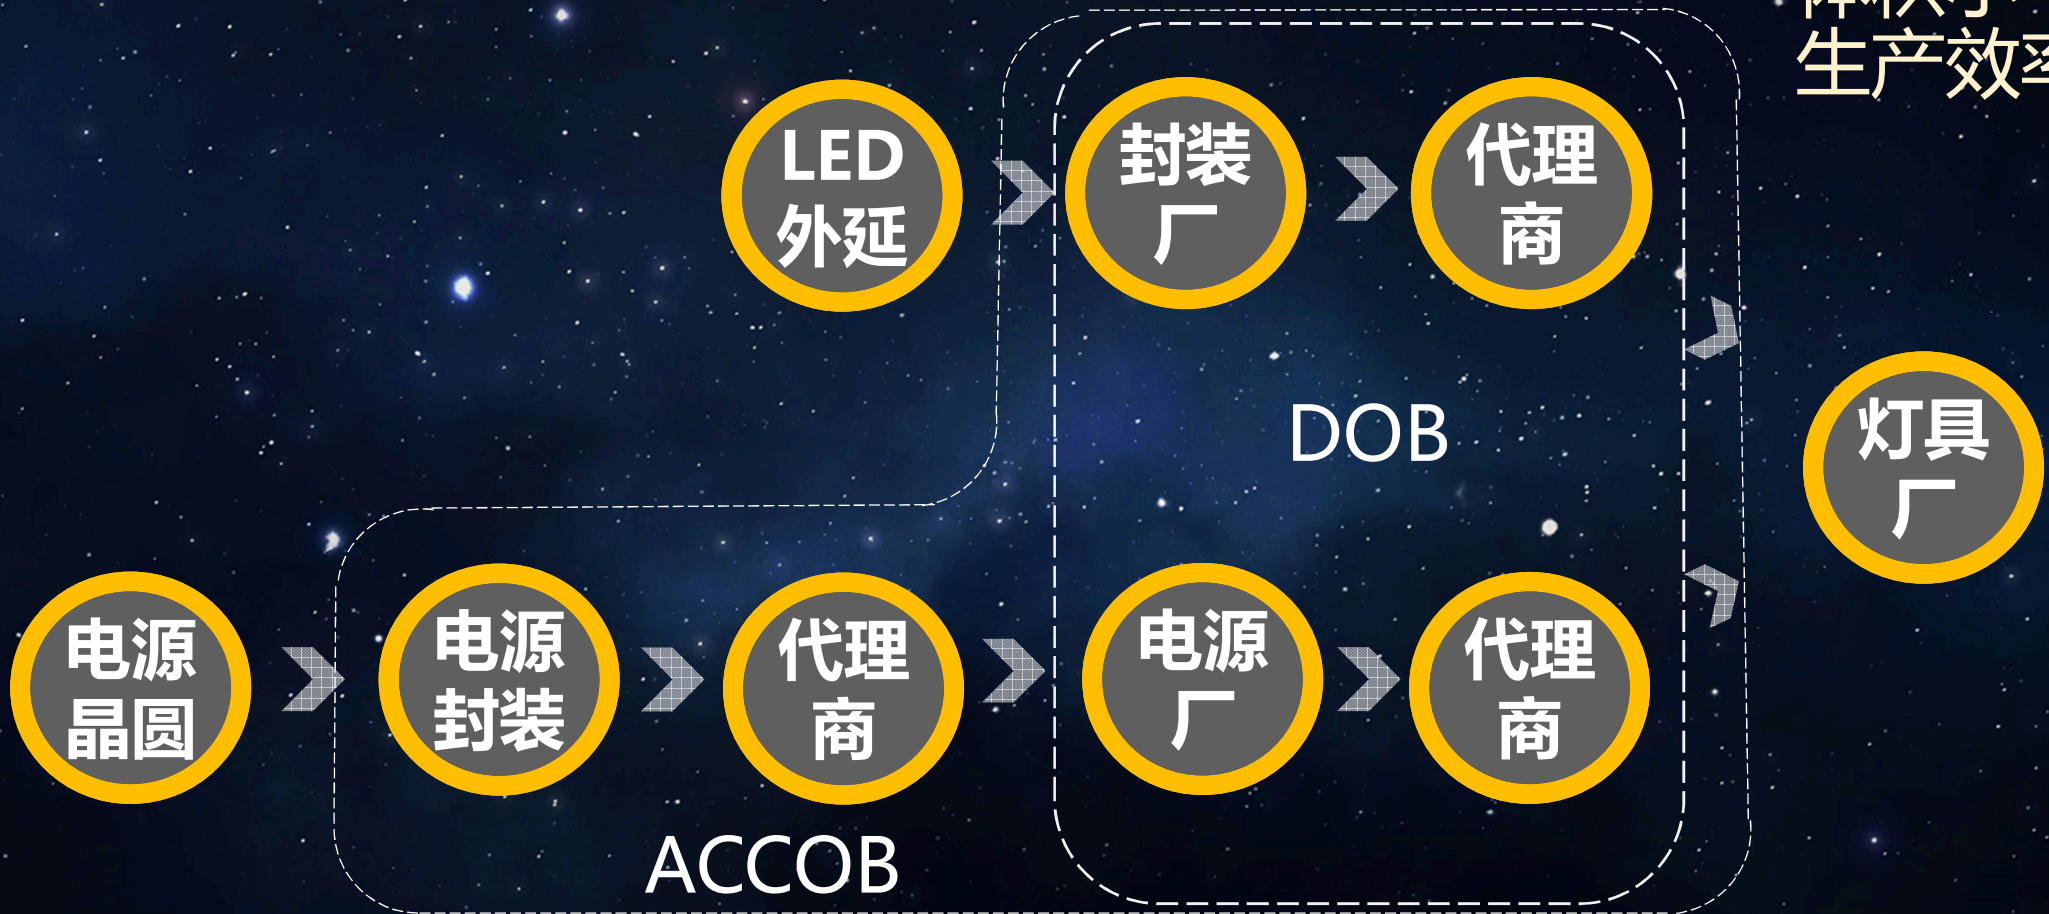 生产效率
LED
外延
封装
厂
代理
商
DOB
灯具
厂
电源
晶圆
电源
封装
代理
商
电源
厂
代理
商
ACCOB